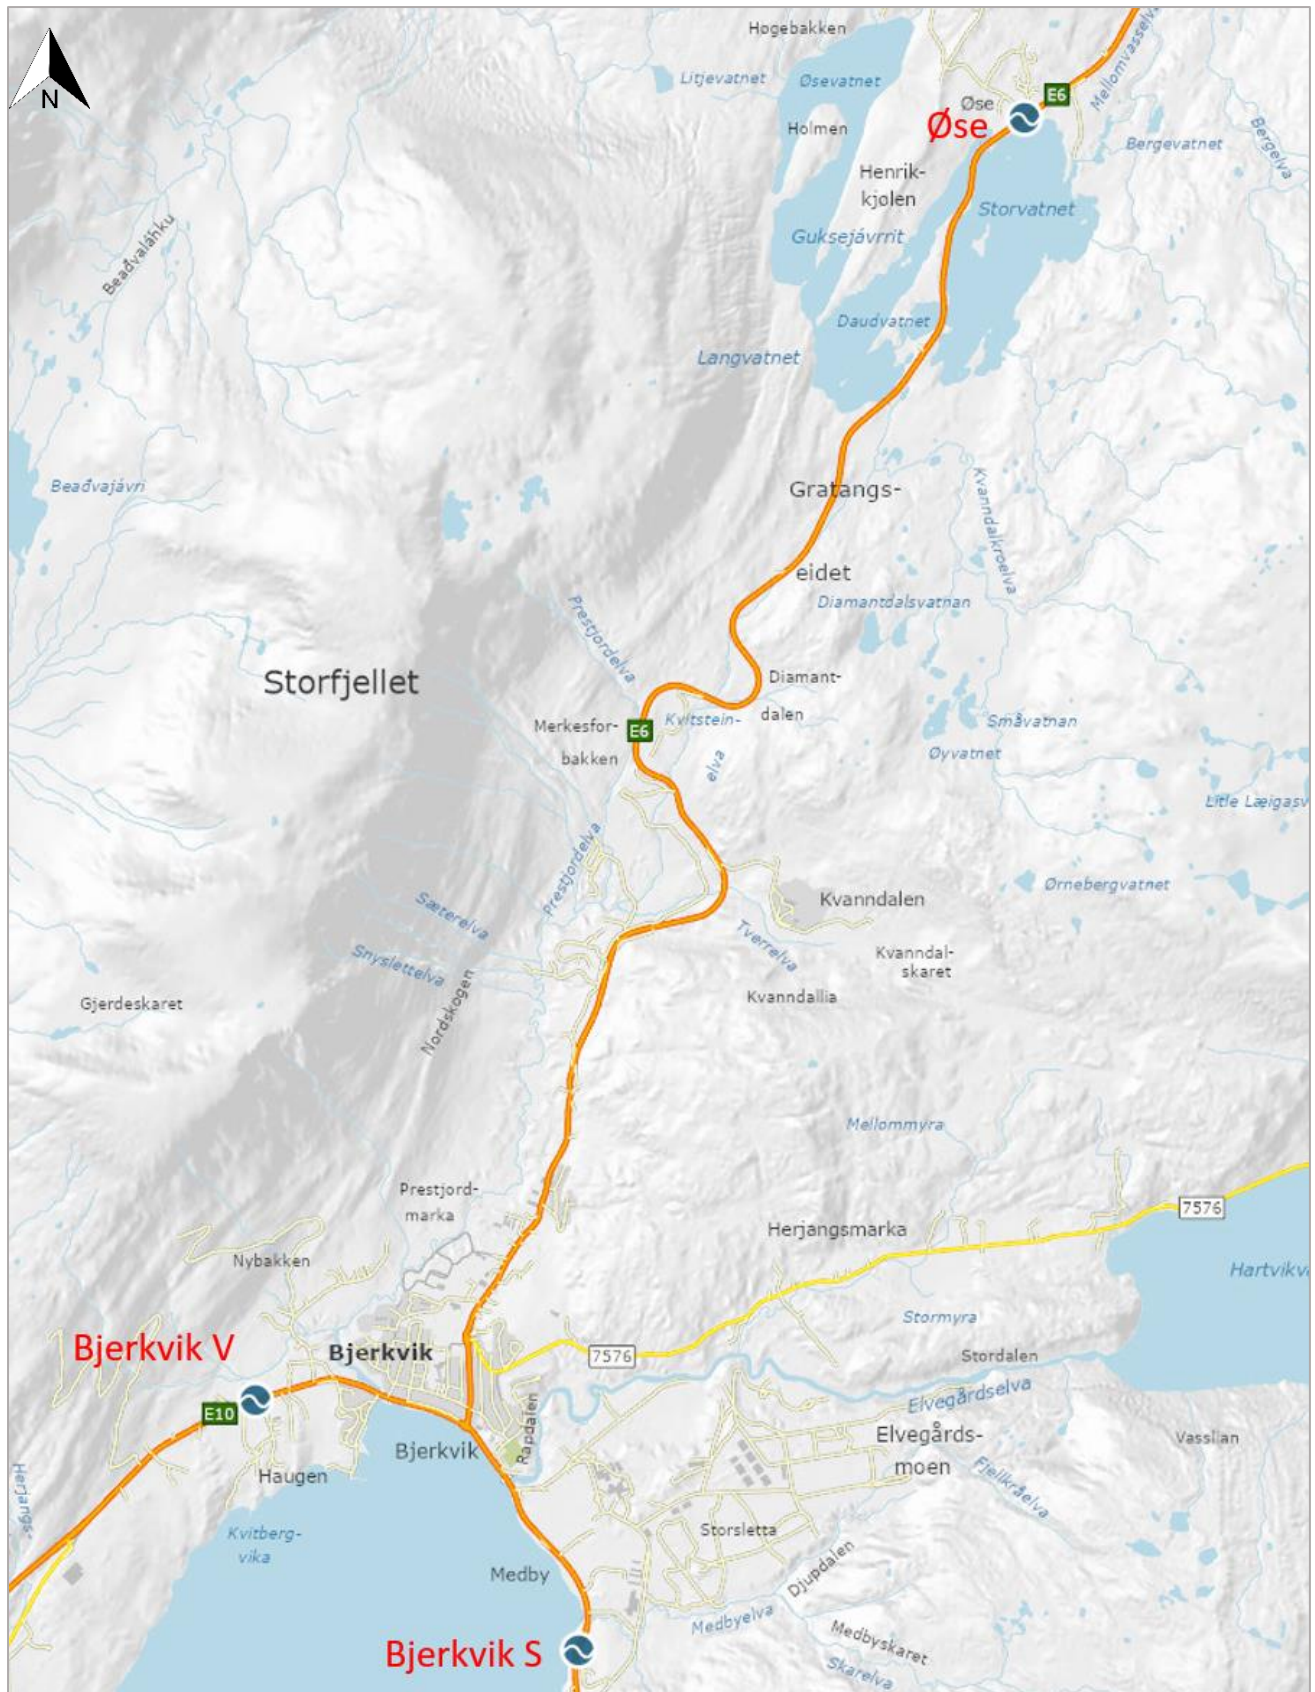 Høgebakken
Litjevatnet
Øsevatnet
Mellomvasselva
E6
Øse
Øse
Holmen
Bergevatnet
Bergelva
Henrik-
kjølen
Storvatnet
Guksejávrrit
Beađvaláhku
Daudvatnet
Langvatnet
Beađvajávri
Gratangs-
eidet
Kvanndalkroelva
Diamantdalsvatnan
Prestjordelva
Storfjellet
Diamant-
dalen
Merkesfor-
bakken
E6
Kvitstein-
elva
Småvatnan
Øyvatnet
Litle Læigasv
Prestjordelva
Ørnebergvatnet
Kvanndalen
Sæterelva
Snyslettelva
Tverrelva
Kvanndal-
skaret
Kvanndallia
Gjerdeskaret
Nordskogen
Mellommyra
Prestjord-
marka
7576
Herjangsmarka
Nybakken
Hartvikv
Stormyra
Bjerkvik V
Bjerkvik
7576
Stordalen
Elvegårdselva
E10
Rapdalen
Bjerkvik
Elvegårds-
moen
Vasslian
Haugen
Fjellkråelva
Herjangs-
Kvitberg-
vika
Storsletta
Medby
Djupdalen
Medbyelva
Medbyskaret
Bjerkvik S
Skarelva
N